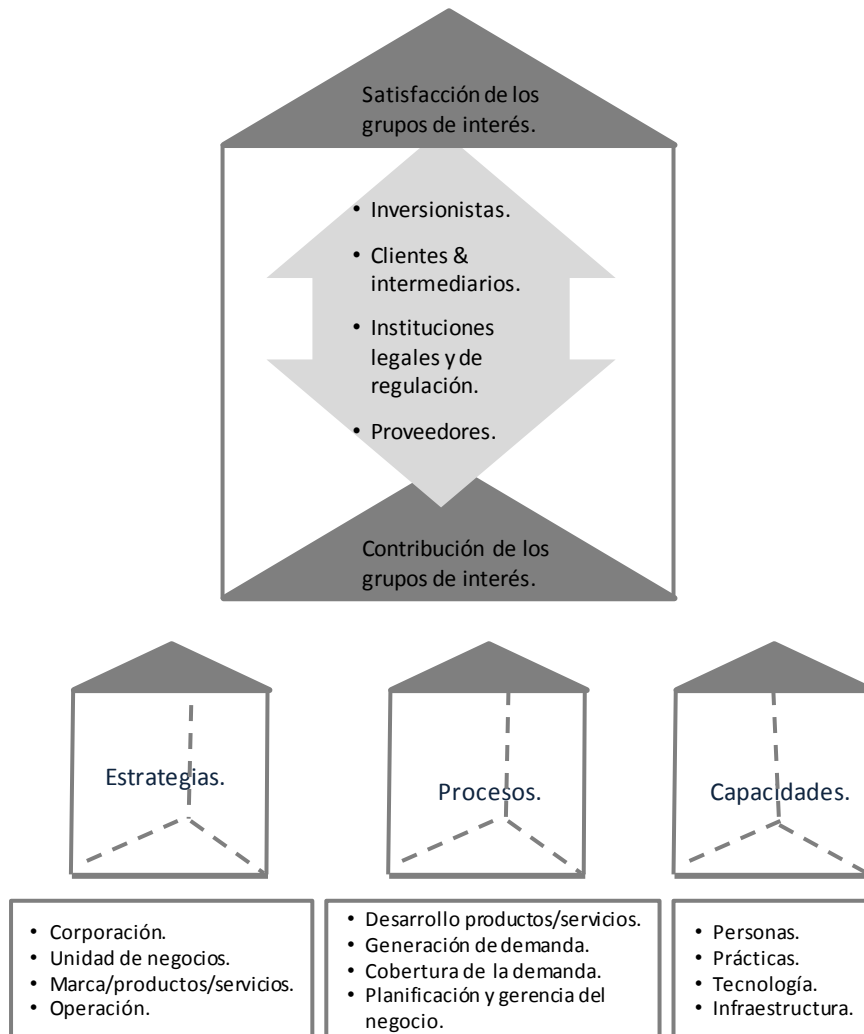 Satisfacción de los
grupos de interés.
• Inversionistas.
• Clientes &
intermediarios.
• Instituciones
legales y de
regulación.
• Proveedores.
Contribución de los
grupos de interés.
Estrategias.
Procesos.
Capacidades.
• Corporación.
• Unidad de negocios.
• Marca/productos/servicios.
• Operación.
• Desarrollo productos/servicios.
• Generación de demanda.
• Cobertura de la demanda.
• Planificación y gerencia del
negocio.
• Personas.
• Prácticas.
• Tecnología.
• Infraestructura.